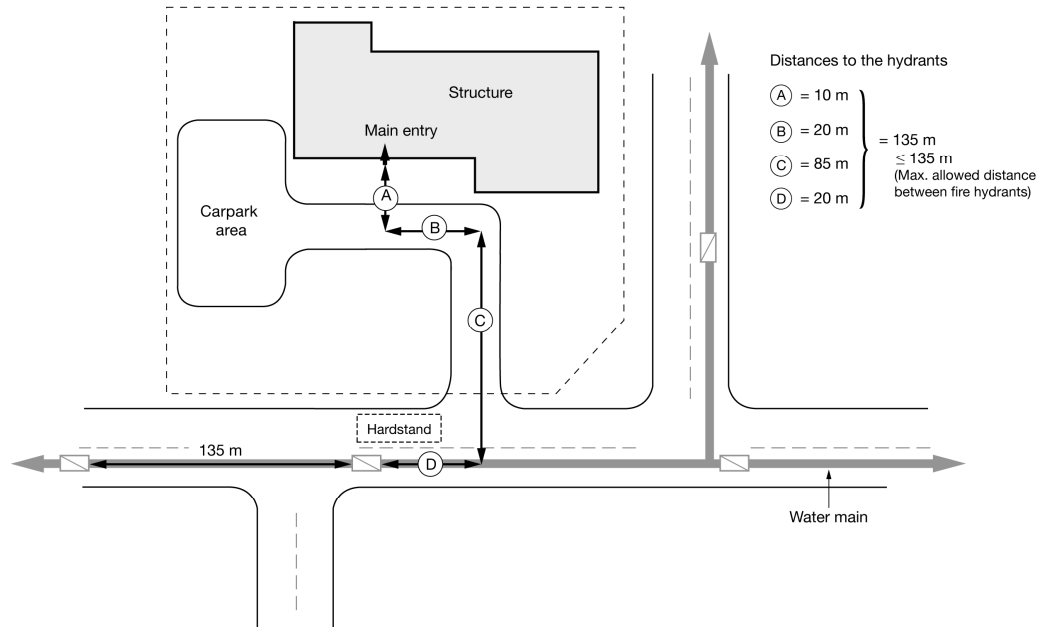 Distances to the hydrants
A = 10 m
B = 20 m
C = 85 m
D = 20 m
= 135 m
≤ 135 m
(Max. allowed distance
between fire hydrants)
Structure
Main entry
A
B
Carpark
area
C
Hardstand
135 m
D
Water main